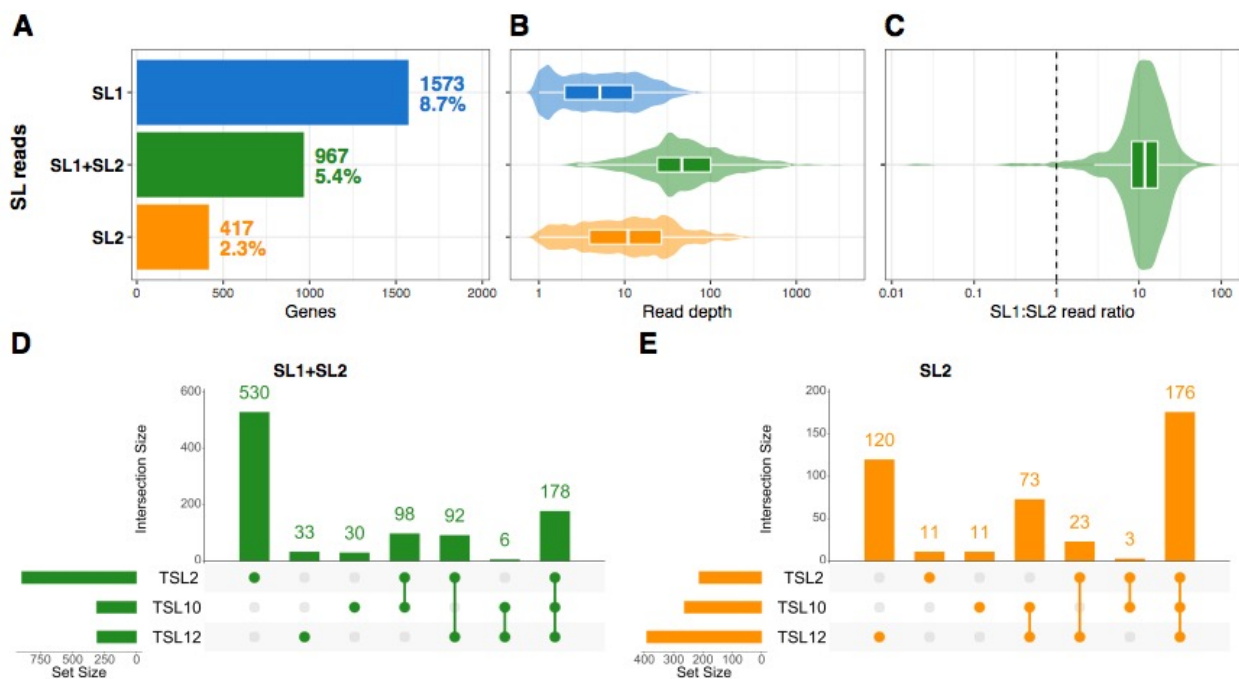 A
B
C
SL reads
SL1
SL1+SL2
SL2
1573
8.7%
967
5.4%
417
2.3%
0 500 1000 1500 2000
Genes
1 10 100 1000
Read depth
0.01 0.1 1 10 100
SL1:SL2 read ratio
D
SL1+SL2
Intersection Size
600
400
200
0
530
33
30
98
92
6
178
TSL2
TSL10
TSL12
750 500 250 0
Set Size
E
SL2
Intersection Size
200
150
100
50
0
120
11
11
73
23
3
176
TSL2
TSL10
TSL12
400 300 200 100 0
Set Size